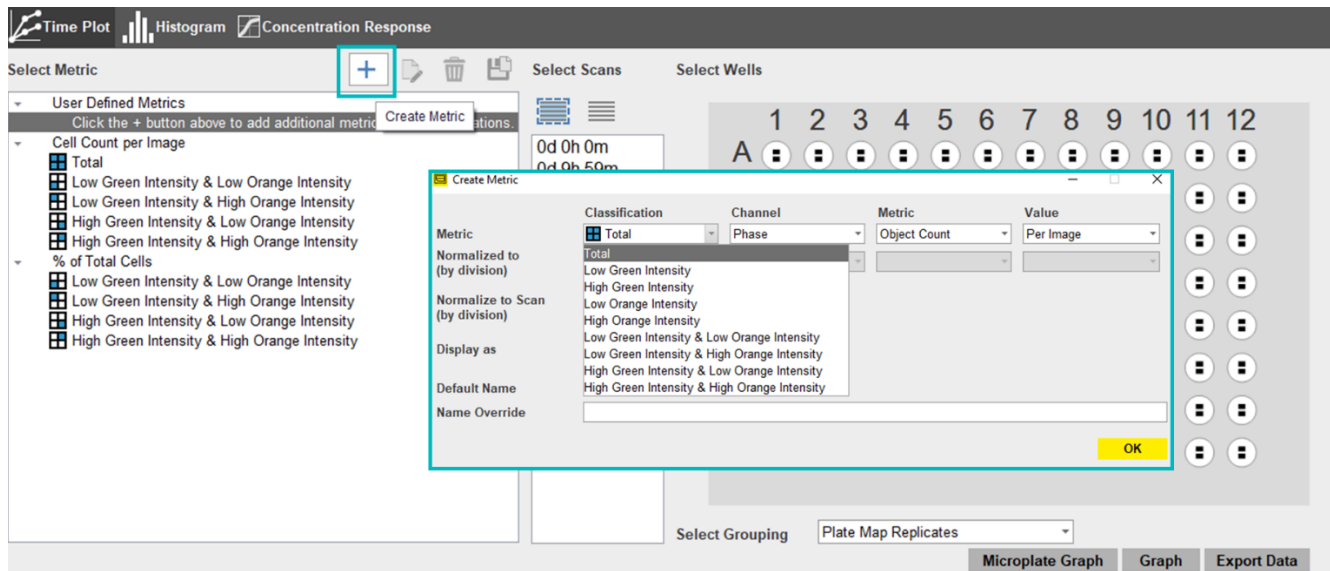 Time Plot Histogram Concentration Response
Select Metric
Create Metric
User Defined Metrics
Click the + button above to add additional metric ations.
Cell Count per Image
Total
Low Green Intensity & Low Orange Intensity
Low Green Intensity & High Orange Intensity
High Green Intensity & Low Orange Intensity
High Green Intensity & High Orange Intensity
% of Total Cells
Low Green Intensity & Low Orange Intensity
Low Green Intensity & High Orange Intensity
High Green Intensity & Low Orange Intensity
High Green Intensity & High Orange Intensity
Select Scans
0d 0h 0m
0d 9h 59m
Select Wells
1 2 3 4 5 6 7 8 9 10 11 12
A
Create Metric
Classification Channel Metric Value
Metric Total Phase Object Count Per Image
Normalized to
(by division)
Normalize to Scan
(by division)
Display as
Default Name
Name Override
Total
Low Green Intensity
High Green Intensity
Low Orange Intensity
High Orange Intensity
Low Green Intensity & Low Orange Intensity
Low Green Intensity & High Orange Intensity
High Green Intensity & Low Orange Intensity
High Green Intensity & High Orange Intensity
OK
Select Grouping Plate Map Replicates
Microplate Graph Graph Export Data